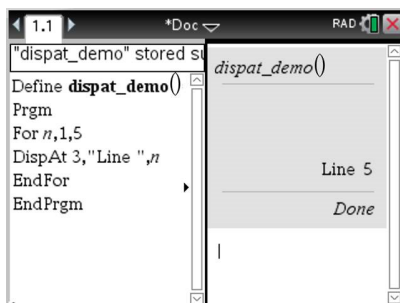 1.1 *Doc RAD
"dispat_demo" stored su
Define dispat_demo()
Prgm
For n,1,5
DispAt 3,"Line ",n
EndFor
EndPrgm
dispat_demo()
Line 5
Done